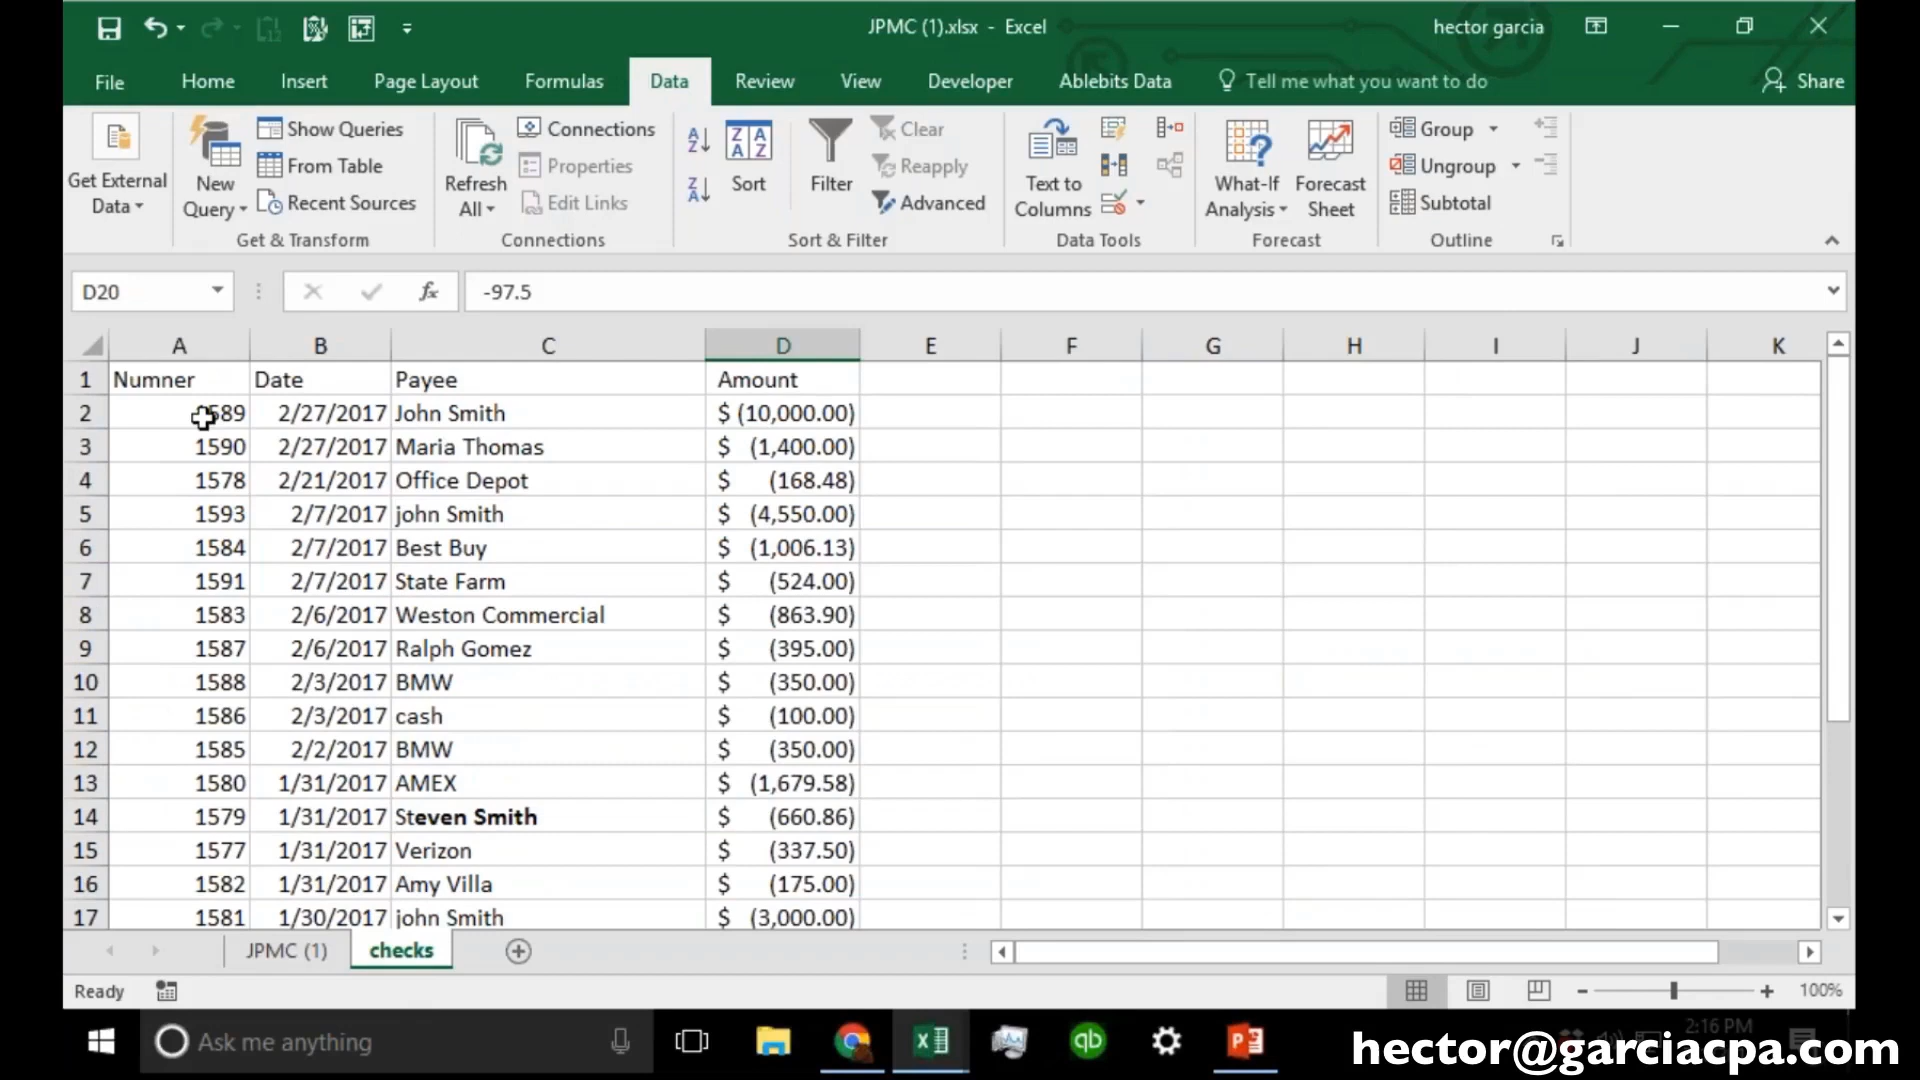 JPMC (1).xlsx - Excel
hector garcia
File Home Insert Page Layout Formulas Data Review View Developer Ablebits Data Tell me what you want to do Share
Get External Data
New Query
Show Queries
From Table
Recent Sources
Get & Transform
Refresh All
Connections
Properties
Edit Links
Connections
Sort
Filter
Clear
Reapply
Advanced
Sort & Filter
Text to Columns
Data Tools
What-If Analysis
Forecast Sheet
Forecast
Group
Ungroup
Subtotal
Outline
D20 fx -97.5
A B C D E F G H I J K
1 Numner Date Payee Amount
2 589 2/27/2017 John Smith $ (10,000.00)
3 1590 2/27/2017 Maria Thomas $ (1,400.00)
4 1578 2/21/2017 Office Depot $ (168.48)
5 1593 2/7/2017 john Smith $ (4,550.00)
6 1584 2/7/2017 Best Buy $ (1,006.13)
7 1591 2/7/2017 State Farm $ (524.00)
8 1583 2/6/2017 Weston Commercial $ (863.90)
9 1587 2/6/2017 Ralph Gomez $ (395.00)
10 1588 2/3/2017 BMW $ (350.00)
11 1586 2/3/2017 cash $ (100.00)
12 1585 2/2/2017 BMW $ (350.00)
13 1580 1/31/2017 AMEX $ (1,679.58)
14 1579 1/31/2017 Steven Smith $ (660.86)
15 1577 1/31/2017 Verizon $ (337.50)
16 1582 1/31/2017 Amy Villa $ (175.00)
17 1581 1/30/2017 john Smith $ (3,000.00)
JPMC (1) checks
Ready 100%
Ask me anything
2:16 PM
hector@garciacpa.com